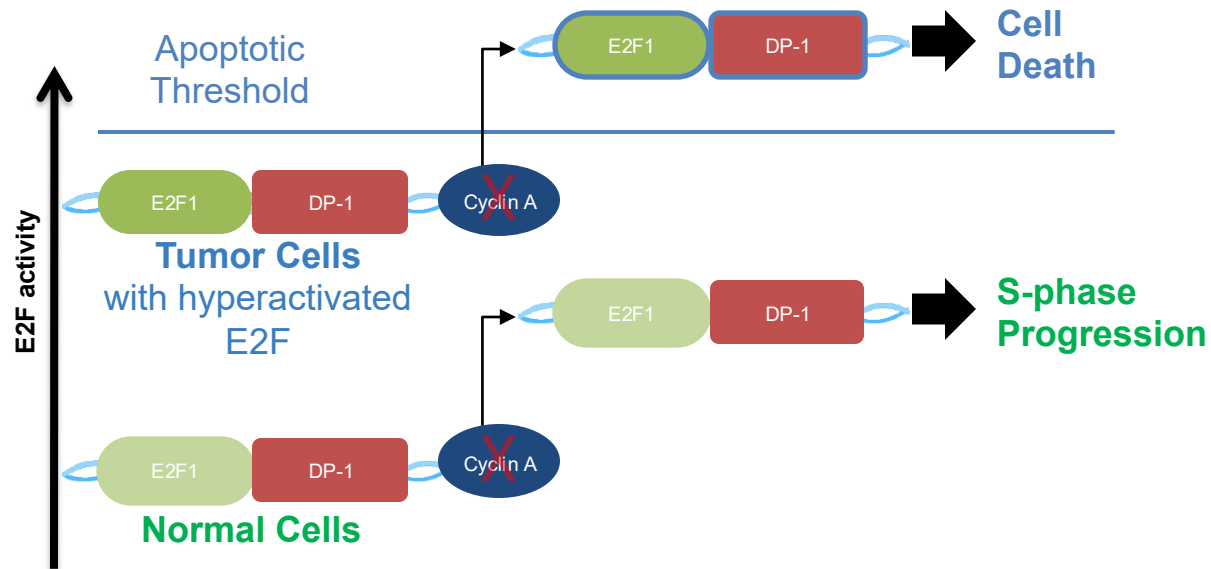 Apoptotic
Threshold
E2F1
DP-1
Cell
Death
E2F1
DP-1
Cyclin A
X
Tumor Cells
with hyperactivated
E2F
E2F activity
E2F1
DP-1
S-phase
Progression
E2F1
DP-1
Cyclin A
X
Normal Cells